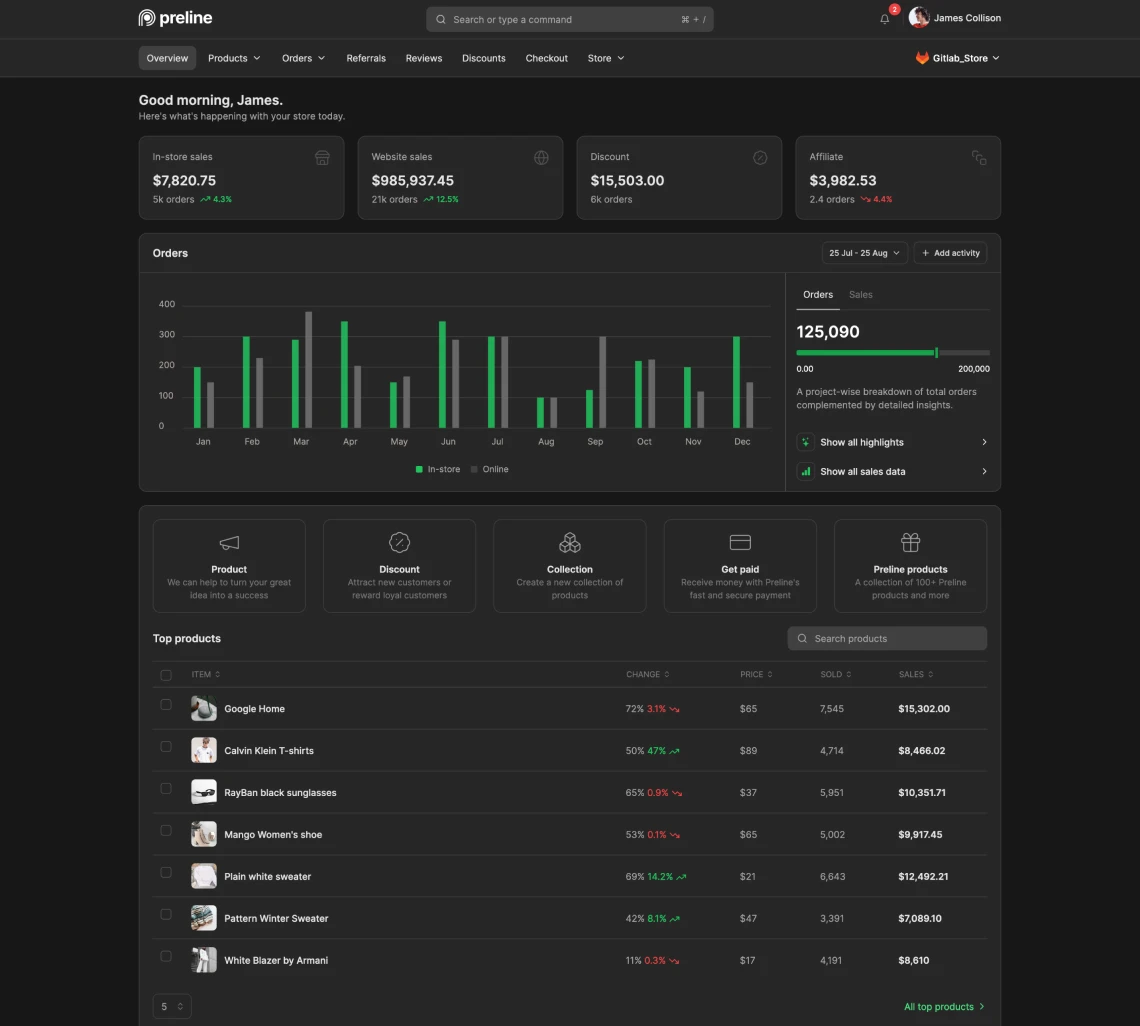 preline
Search or type a command
⌘ + /
2
James Collison
Overview
Products
Orders
Referrals
Reviews
Discounts
Checkout
Store
Gitlab_Store
Good morning, James.
Here's what's happening with your store today.
In-store sales
$7,820.75
5k orders 4.3%
Website sales
$985,937.45
21k orders 12.5%
Discount
$15,503.00
6k orders
Affiliate
$3,982.53
2.4 orders 4.4%
Orders
25 Jul - 25 Aug
+ Add activity
400
300
200
100
0
Jan Feb Mar Apr May Jun Jul Aug Sep Oct Nov Dec
In-store Online
Orders Sales
125,090
0.00 200,000
A project-wise breakdown of total orders
complemented by detailed insights.
Show all highlights
Show all sales data
Product
We can help to turn your great
idea into a success
Discount
Attract new customers or
reward loyal customers
Collection
Create a new collection of
products
Get paid
Receive money with Preline's
fast and secure payment
Preline products
A collection of 100+ Preline
products and more
Top products
Search products
ITEM CHANGE PRICE SOLD SALES
Google Home 72% 3.1% $65 7,545 $15,302.00
Calvin Klein T-shirts 50% 47% $89 4,714 $8,466.02
RayBan black sunglasses 65% 0.9% $37 5,951 $10,351.71
Mango Women's shoe 53% 0.1% $65 5,002 $9,917.45
Plain white sweater 69% 14.2% $21 6,643 $12,492.21
Pattern Winter Sweater 42% 8.1% $47 3,391 $7,089.10
White Blazer by Armani 11% 0.3% $17 4,191 $8,610
5
All top products